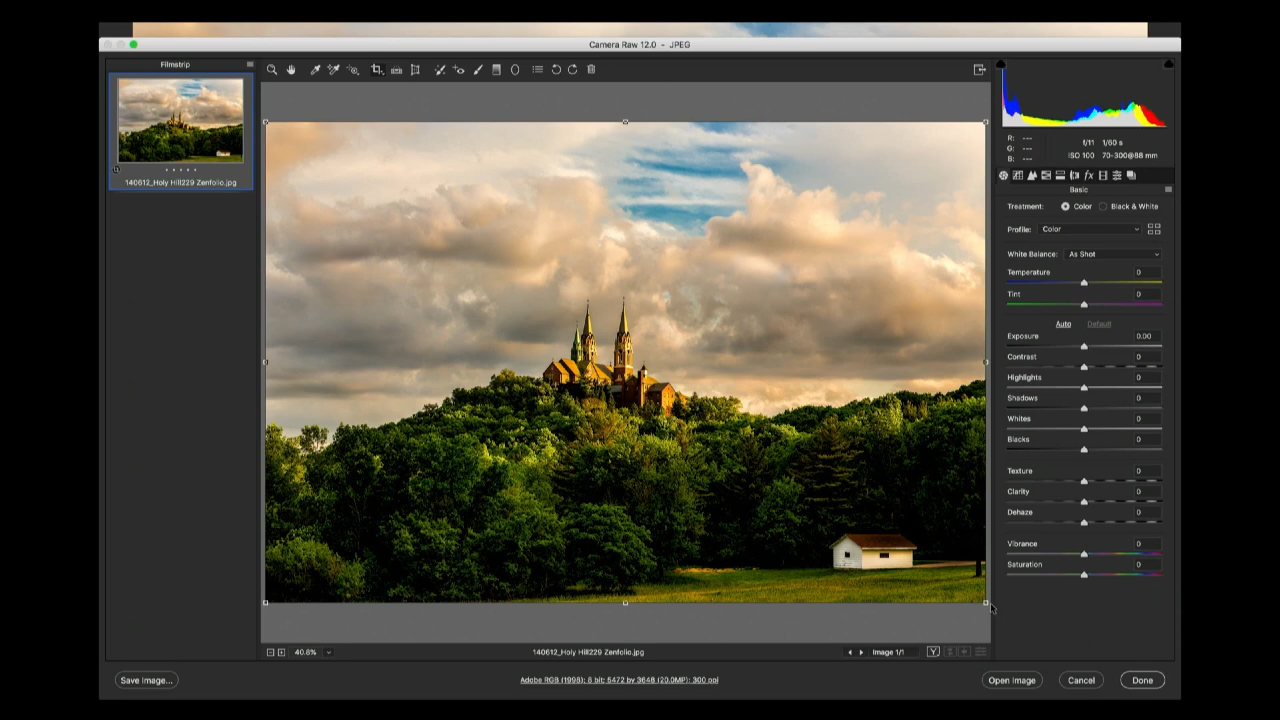 Camera Raw 12.0 - JPEG
Filmstrip
140612_Holy Hill229 Zenfolio.jpg
R: ---
G: ---
B: ---
f/11 1/60 s
ISO 100 70-300@88 mm
fx
Basic
Treatment: Color Black & White
Profile: Color
White Balance: As Shot
Temperature 0
Tint 0
Auto Default
Exposure 0.00
Contrast 0
Highlights 0
Shadows 0
Whites 0
Blacks 0
Texture 0
Clarity 0
Dehaze 0
Vibrance 0
Saturation 0
40.8% 140612_Holy Hill229 Zenfolio.jpg Image 1/1 Y
Save Image... Adobe RGB (1998); 8 bit; 5472 by 3648 (20.0MP); 300 ppi Open Image Cancel Done